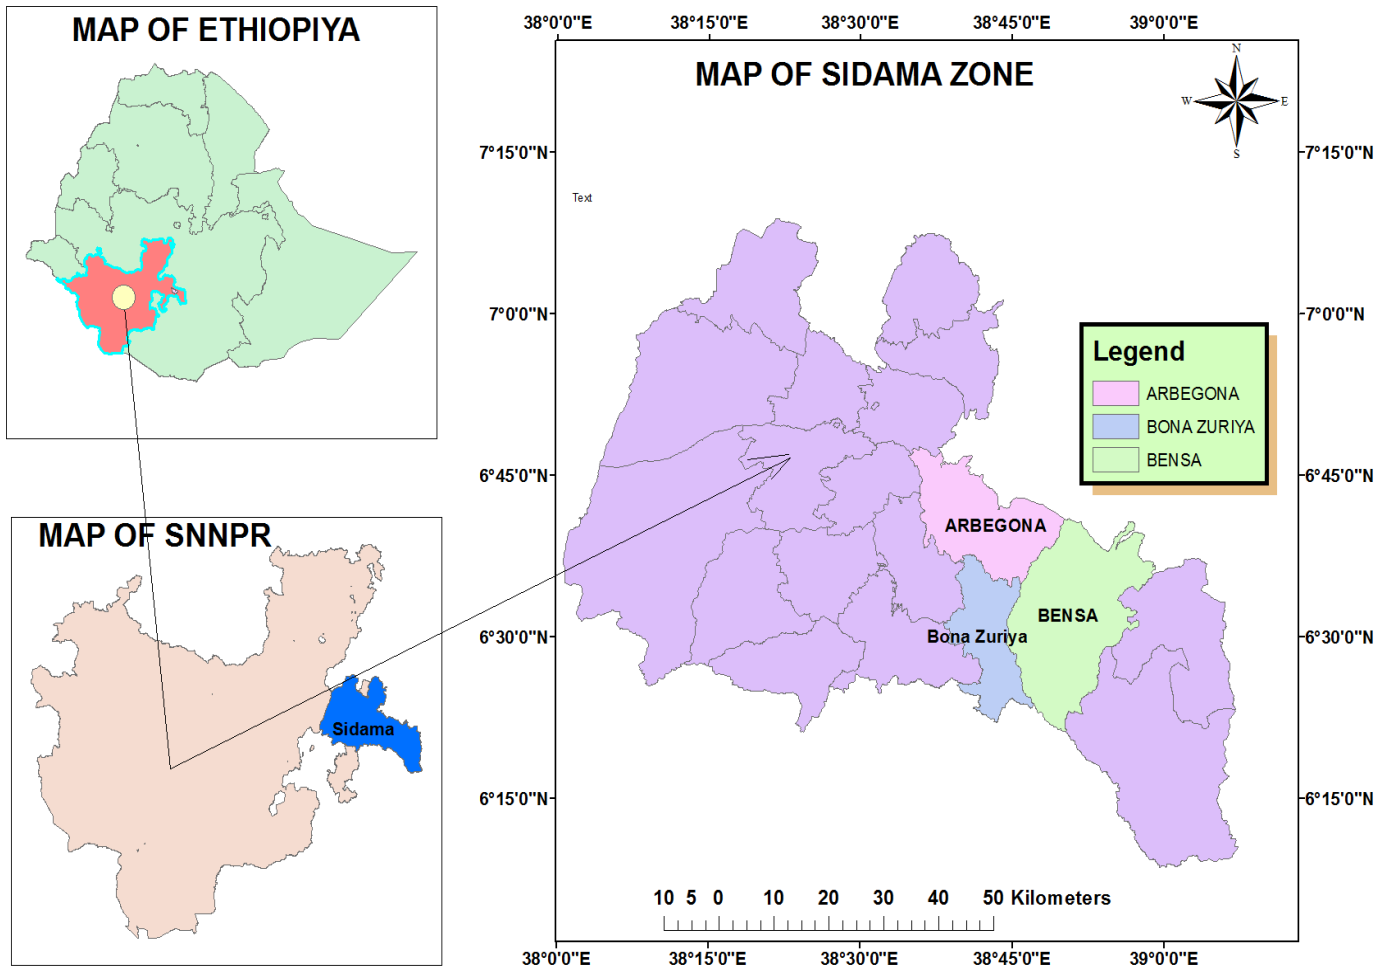 MAP OF ETHIOPIYA
MAP OF SNNPR
Sidama
38°0'0"E 38°15'0"E 38°30'0"E 38°45'0"E 39°0'0"E
MAP OF SIDAMA ZONE
N
W E
S
7°15'0"N 7°15'0"N
Text
7°0'0"N 7°0'0"N
Legend
ARBEGONA
BONA ZURIYA
BENSA
6°45'0"N 6°45'0"N
ARBEGONA
BENSA
Bona Zuriya
6°30'0"N 6°30'0"N
6°15'0"N 6°15'0"N
10 5 0 10 20 30 40 50 Kilometers
38°0'0"E 38°15'0"E 38°30'0"E 38°45'0"E 39°0'0"E